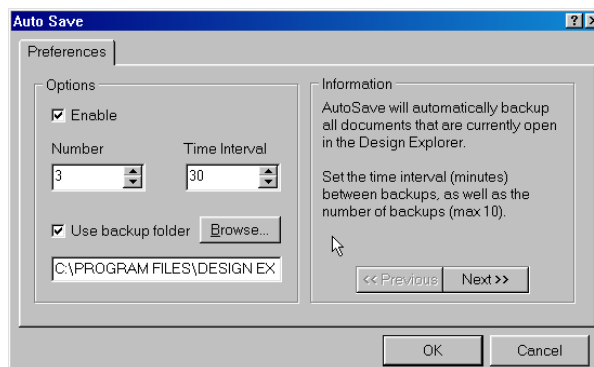 Auto Save
Preferences
Options
Enable
Number
Time Interval
3
30
Use backup folder
Browse...
C:\PROGRAM FILES\DESIGN EX
Information
AutoSave will automatically backup
all documents that are currently open
in the Design Explorer.
Set the time interval (minutes)
between backups, as well as the
number of backups (max 10).
<< Previous
Next >>
OK
Cancel